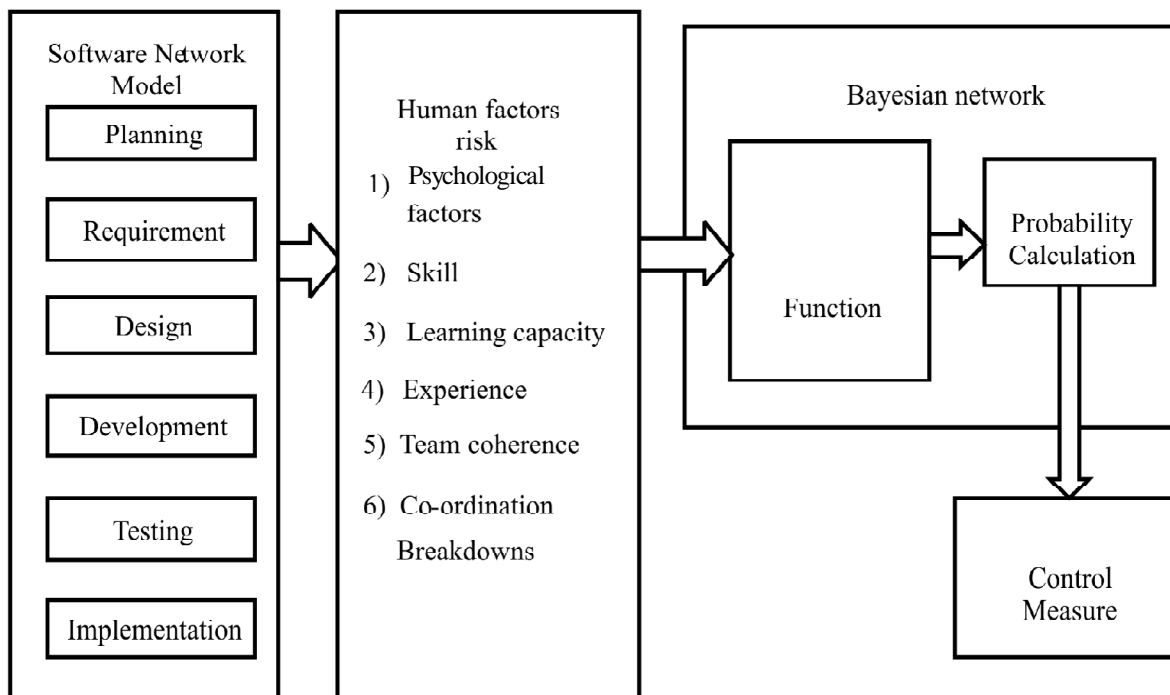 Software Network
Model
Planning
Requirement
Design
Development
Testing
Implementation
Human factors
risk
1) Psychological
factors
2) Skill
3) Learning capacity
4) Experience
5) Team coherence
6) Co-ordination
Breakdowns
Bayesian network
Function
Probability
Calculation
Control
Measure